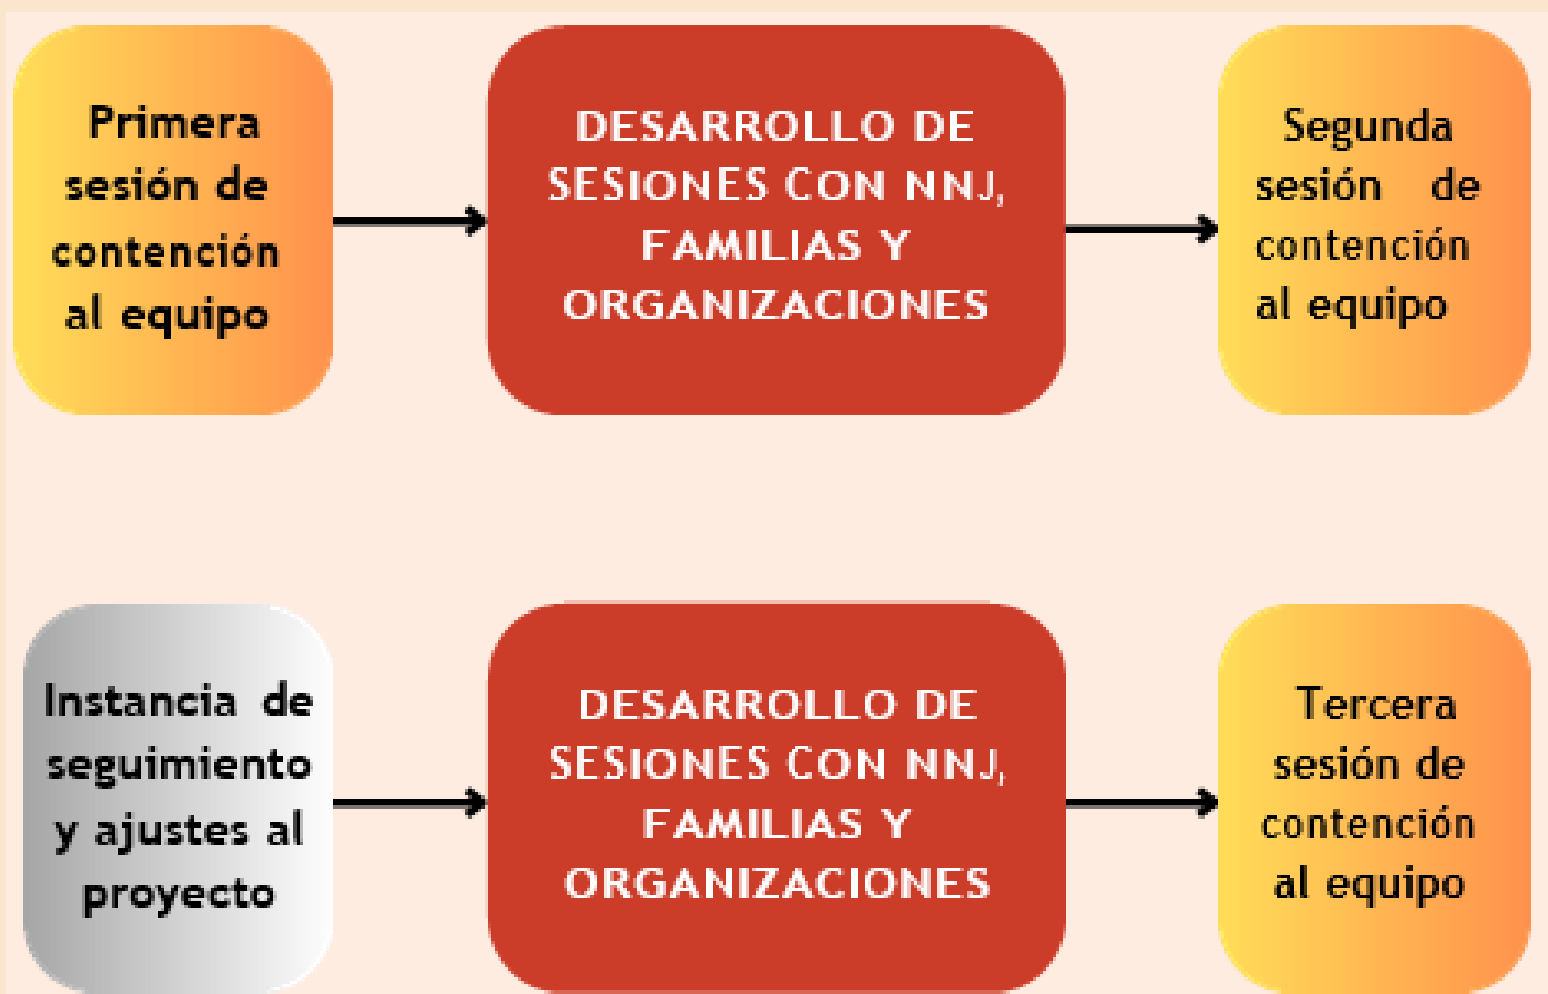 Primera
sesión de
contención
al equipo
DESARROLLO DE
SESIONES CON NNJ,
FAMILIAS Y
ORGANIZACIONES
Segunda
sesión de
contención
al equipo
Instancia de
seguimiento
y ajustes al
proyecto
DESARROLLO DE
SESIONES CON NNJ,
FAMILIAS Y
ORGANIZACIONES
Tercera
sesión de
contención
al equipo